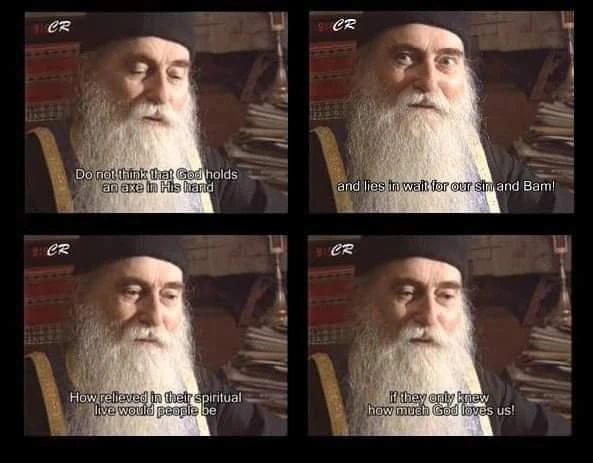 CR
Do not think that God holds
an axe in His hand
CR
and lies in wait for our sin and Bam!
CR
How relieved in their spiritual
live would people be
CR
if they only knew
how much God loves us!